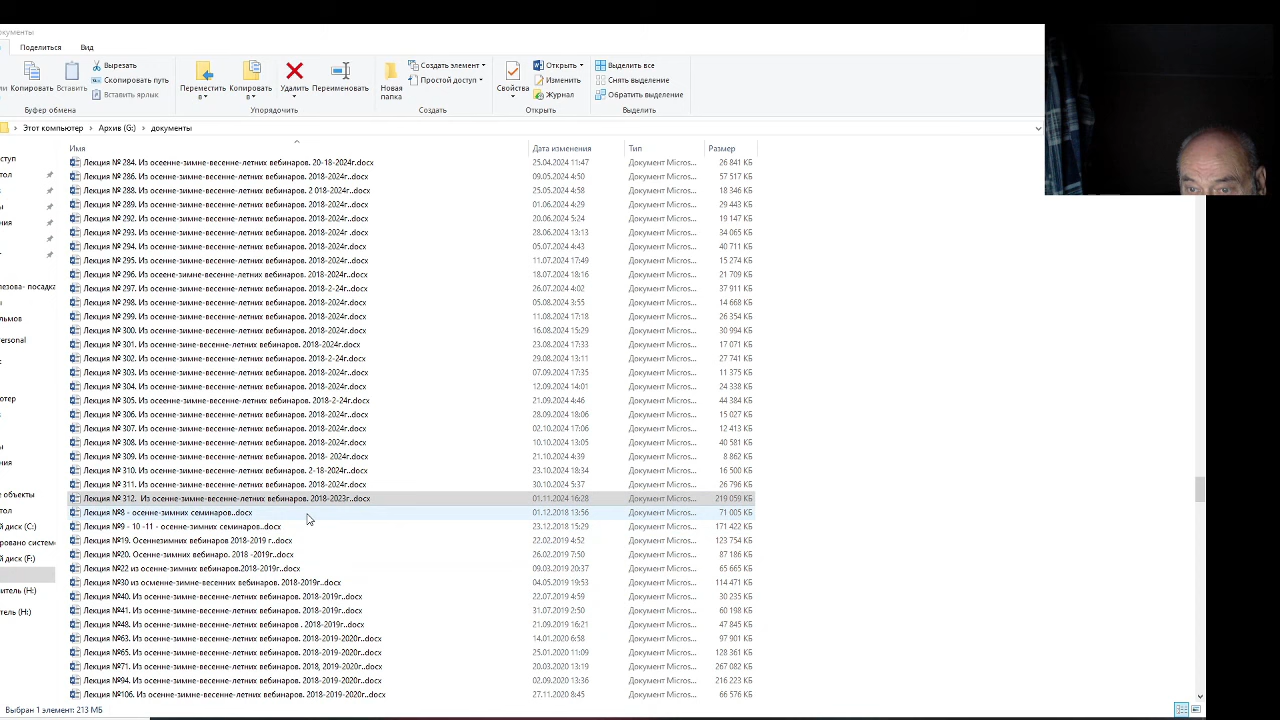 окументы
Поделиться Вид
Копировать Вставить Вырезать Скопировать путь Вставить ярлык Переместить в Копировать в Удалить Переименовать Новая папка Создать элемент Простой доступ Свойства Открыть Изменить Журнал Выделить все Снять выделение Обратить выделение
Буфер обмена Упорядочить Создать Открыть Выделить
Этот компьютер Архив (G:) документы
Имя Дата изменения Тип Размер
Лекция № 284. Из осеннe-зимне-весенне-летних вебинаров. 20-18-2024г.docx 25.04.2024 11:47 Документ Micros... 26 841 КБ
Лекция № 286. Из осенне-зимне-весенне-летних вебинаров. 2018-2024г..docx 09.05.2024 4:50 Документ Micros... 57 517 КБ
Лекция № 288. Из осенне-зимне-весенне-летних вебинаров. 2 018-2024г..docx 25.05.2024 4:58 Документ Micros... 18 346 КБ
Лекция № 289. Из осенне-зимне-весенне-летних вебинаров. 2018-2024г..docx 01.06.2024 4:29 Документ Micros... 29 443 КБ
Лекция № 292. Из осенне-зимне-весенне-летних вебинаров. 2018-2024г..docx 20.06.2024 5:24 Документ Micros... 19 147 КБ
Лекция № 293. Из осенне-зимне-весенне-летних вебинаров. 2018-2024г..docx 28.06.2024 13:13 Документ Micros... 34 065 КБ
Лекция № 294. Из осенне-зимне-весенне-летних вебинаров. 2018-2024г.docx 05.07.2024 4:43 Документ Micros... 40 711 КБ
Лекция № 295. Из осенне-зимне-весенне-летних вебинаров. 2018-2024г..docx 11.07.2024 17:49 Документ Micros... 15 274 КБ
Лекция № 296. Из осенне-зимне-весенне-летних вебинаров. 2018-2024г..docx 18.07.2024 18:16 Документ Micros... 21 709 КБ
Лекция № 297. Из осенне-зимне-весенне-летних вебинаров. 2018-2-24г..docx 26.07.2024 4:02 Документ Micros... 37 911 КБ
Лекция № 298. Из осенне-зимне-весенне-летних вебинаров. 2018-2024г.docx 05.08.2024 3:55 Документ Micros... 14 668 КБ
Лекция № 299. Из осенне-зимне-весенне-летних вебинаров. 2018-2024г..docx 11.08.2024 17:18 Документ Micros... 26 354 КБ
Лекция № 300. Из осенне-зимне-весенне-летних вебинаров. 2018-2024г.docx 16.08.2024 15:29 Документ Micros... 30 994 КБ
Лекция № 301. Из осенне-зимне-весенне-летних вебинаров. 2018-2024г.docx 23.08.2024 17:33 Документ Micros... 17 071 КБ
Лекция № 302. Из осенне-зимне-весенне-летних вебинаров. 2018-2-24г.docx 29.08.2024 13:11 Документ Micros... 27 741 КБ
Лекция № 303. Из осенне-зимне-весенне-летних вебинаров. 2018-2024г..docx 07.09.2024 17:35 Документ Micros... 11 375 КБ
Лекция № 304. Из осенне-зимне-весенне-летних вебинаров. 2018-2024г.docx 12.09.2024 14:01 Документ Micros... 24 338 КБ
Лекция № 305. Из осенне-зимне-весенне-летних вебинаров. 2018-2-24г.docx 21.09.2024 4:46 Документ Micros... 44 384 КБ
Лекция № 306. Из осенне-зимне-весенне-летних вебинаров. 2018-2024г..docx 28.09.2024 18:06 Документ Micros... 15 027 КБ
Лекция № 307. Из осенне-зимне-весенне-летних вебинаров. 2018-2024г.docx 02.10.2024 17:06 Документ Micros... 12 413 КБ
Лекция № 308. Из осенне-зимне-весенне-летних вебинаров. 2018-2024г.docx 10.10.2024 13:05 Документ Micros... 40 581 КБ
Лекция № 309. Из осенне-зимне-весенне-летних вебинаров. 2018- 2024г.docx 21.10.2024 4:39 Документ Micros... 8 862 КБ
Лекция № 310. Из осенне-зимне-весенне-летних вебинаров. 2-18-2024г..docx 23.10.2024 18:34 Документ Micros... 16 500 КБ
Лекция № 311. Из осенне-зимне-весенне-летних вебинаров. 2018-2024г.docx 30.10.2024 5:37 Документ Micros... 26 796 КБ
Лекция № 312. Из осенне-зимне-весенне-летних вебинаров. 2018-2023г..docx 01.11.2024 16:28 Документ Micros... 219 059 КБ
Лекция №8 - осенне-зимних семинаров..docx 01.12.2018 13:56 Документ Micros... 71 005 КБ
Лекция №9 - 10 -11 - осенне-зимних семинаров..docx 23.12.2018 15:29 Документ Micros... 171 422 КБ
Лекция №19. Осеннезимних вебинаров 2018-2019 г..docx 22.02.2019 4:52 Документ Micros... 123 754 КБ
Лекция №20. Осенне-зимних вебинаро. 2018 -2019г..docx 26.02.2019 7:50 Документ Micros... 87 186 КБ
Лекция №22 из осенне-зимних вебинаров.2018-2019г..docx 09.03.2019 20:37 Документ Micros... 65 665 КБ
Лекция №30 из осменне-зимне-весенних вебинаров. 2018-2019г..docx 04.05.2019 19:53 Документ Micros... 114 471 КБ
Лекция №40. Из осенне-зимне-весенне-летних вебинаров. 2018-2019г..docx 22.07.2019 4:59 Документ Micros... 30 235 КБ
Лекция №41. Из осенне-зимне-весенне-летних вебинаров. 2018-2019г..docx 31.07.2019 2:50 Документ Micros... 60 198 КБ
Лекция №48. Из осенне-зимне-весенне-летних вебинаров . 2018-2019г..docx 21.09.2019 16:21 Документ Micros... 47 845 КБ
Лекция №63. Из осенне-зимне-весенне-летних вебинаров. 2018-2019-2020г..docx 14.01.2020 6:58 Документ Micros... 97 901 КБ
Лекция №65. Из осенне-зимне-весенне-летних вебинаров. 2018-2019-2020г..docx 25.01.2020 11:09 Документ Micros... 128 361 КБ
Лекция №71. Из осенне-зимне-весенне-летних вебинаров. 2018, 2019-2020г..docx 20.03.2020 13:19 Документ Micros... 267 082 КБ
Лекция №94. Из осенне-зимне-весенне-летних вебинаров. 2018-2019-2020г..docx 02.09.2020 13:36 Документ Micros... 216 223 КБ
Лекция №106. Из осенне-зимне-весенне-летних вебинаров. 2018-2019-2020г..docx 27.11.2020 8:45 Документ Micros... 66 576 КБ
ступ
тол
ния
лезова- посадка
льмов
ersonal
ютер
ния
е объекты
тол
й диск (C:)
ировано систем
й диск (F:)
итель (H:)
тель (H:)
Выбран 1 элемент: 213 МБ